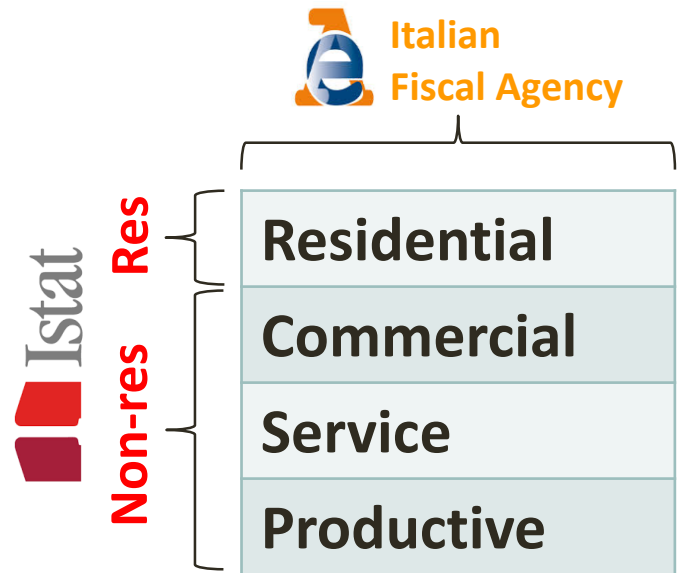 Italian
Fiscal Agency
Res
Residential
Istat
Non-res
Commercial
Service
Productive